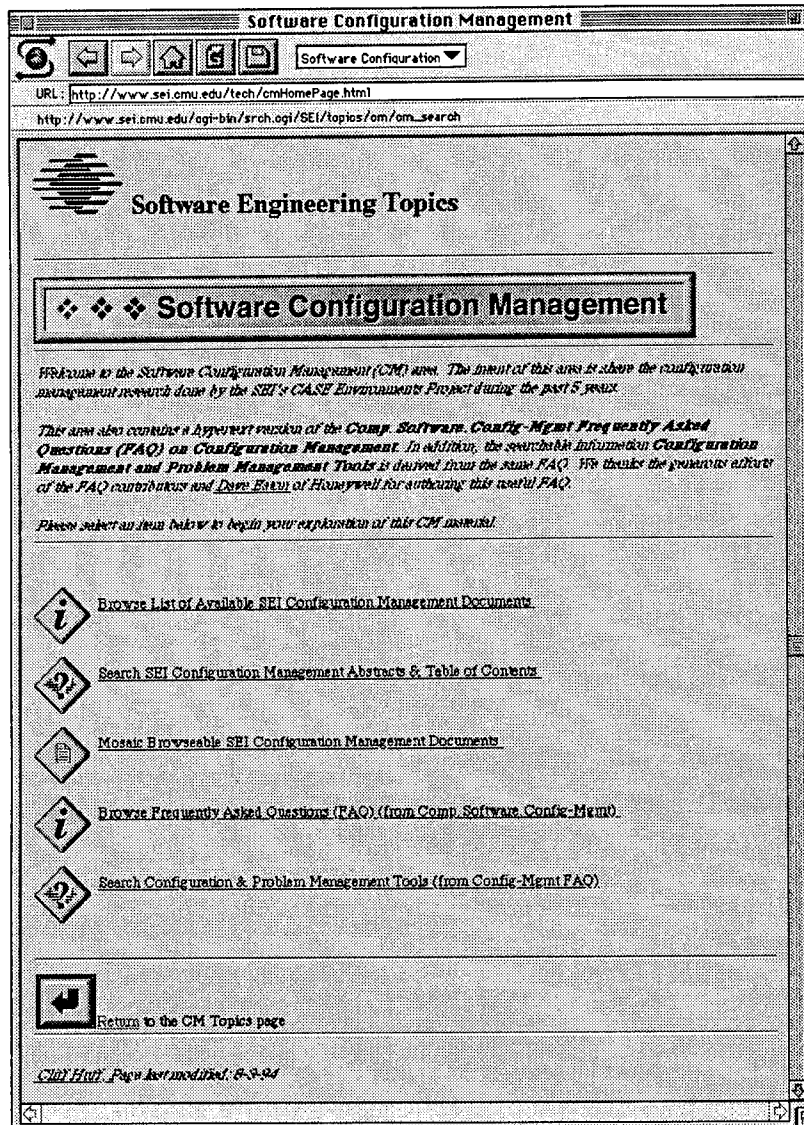 Software Configuration Management
Software Configuration
URL: http://www.sei.cmu.edu/tech/cmHomePage.html
http://www.sei.cmu.edu/cgi-bin/srch.cgi/SEI/topics/cm/cm_search
Software Engineering Topics
❖ ❖ ❖ Software Configuration Management
Welcome to the Software Configuration Management (CM) area. The intent of this area is share the configuration
management research done by the SEI's CASE Environments Project during the past 5 years.
This area also contains a hypertext version of the Comp. Software. Config-Mgmt Frequently Asked
Questions (FAQ) on Configuration Management. In addition, the searchable information Configuration
Management and Problem Management Tools is derived from the same FAQ. We thanks the generous efforts
of the FAQ contributors and Dave Eaton of Honeywell for authoring this useful FAQ.
Please select an item below to begin your exploration of this CM material.
Browse List of Available SEI Configuration Management Documents
Search SEI Configuration Management Abstracts & Table of Contents
Mosaic Browseable SEI Configuration Management Documents
Browse Frequently Asked Questions (FAQ) (from Comp. Software. Config-Mgmt)
Search Configuration & Problem Management Tools (from Config-Mgmt FAQ)
Return to the CM Topics page
Cliff Huff. Page last modified: 8-3-94